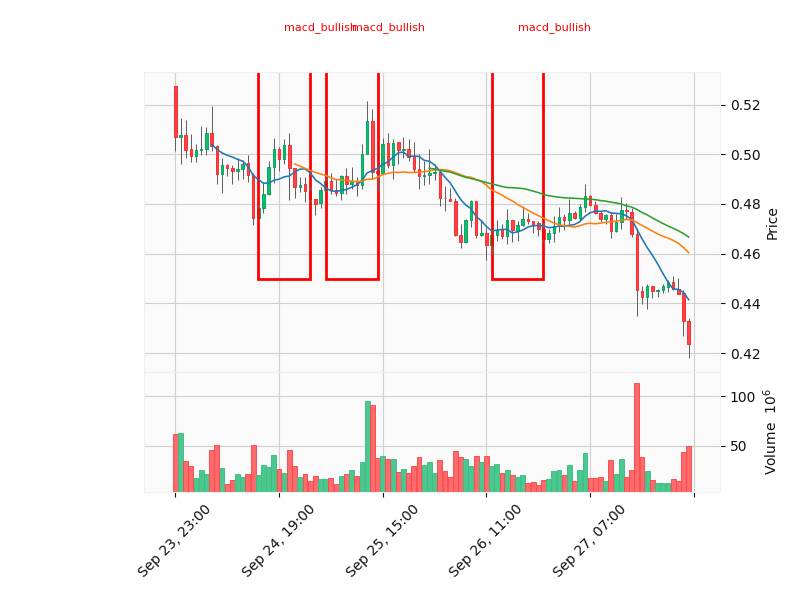 macd_bullish macd_bullish macd_bullish
0.52
0.50
0.48
0.46
0.44
0.42
Price
100
50
Volume 10^6
Sep 23, 23:00
Sep 24, 19:00
Sep 25, 15:00
Sep 26, 11:00
Sep 27, 07:00